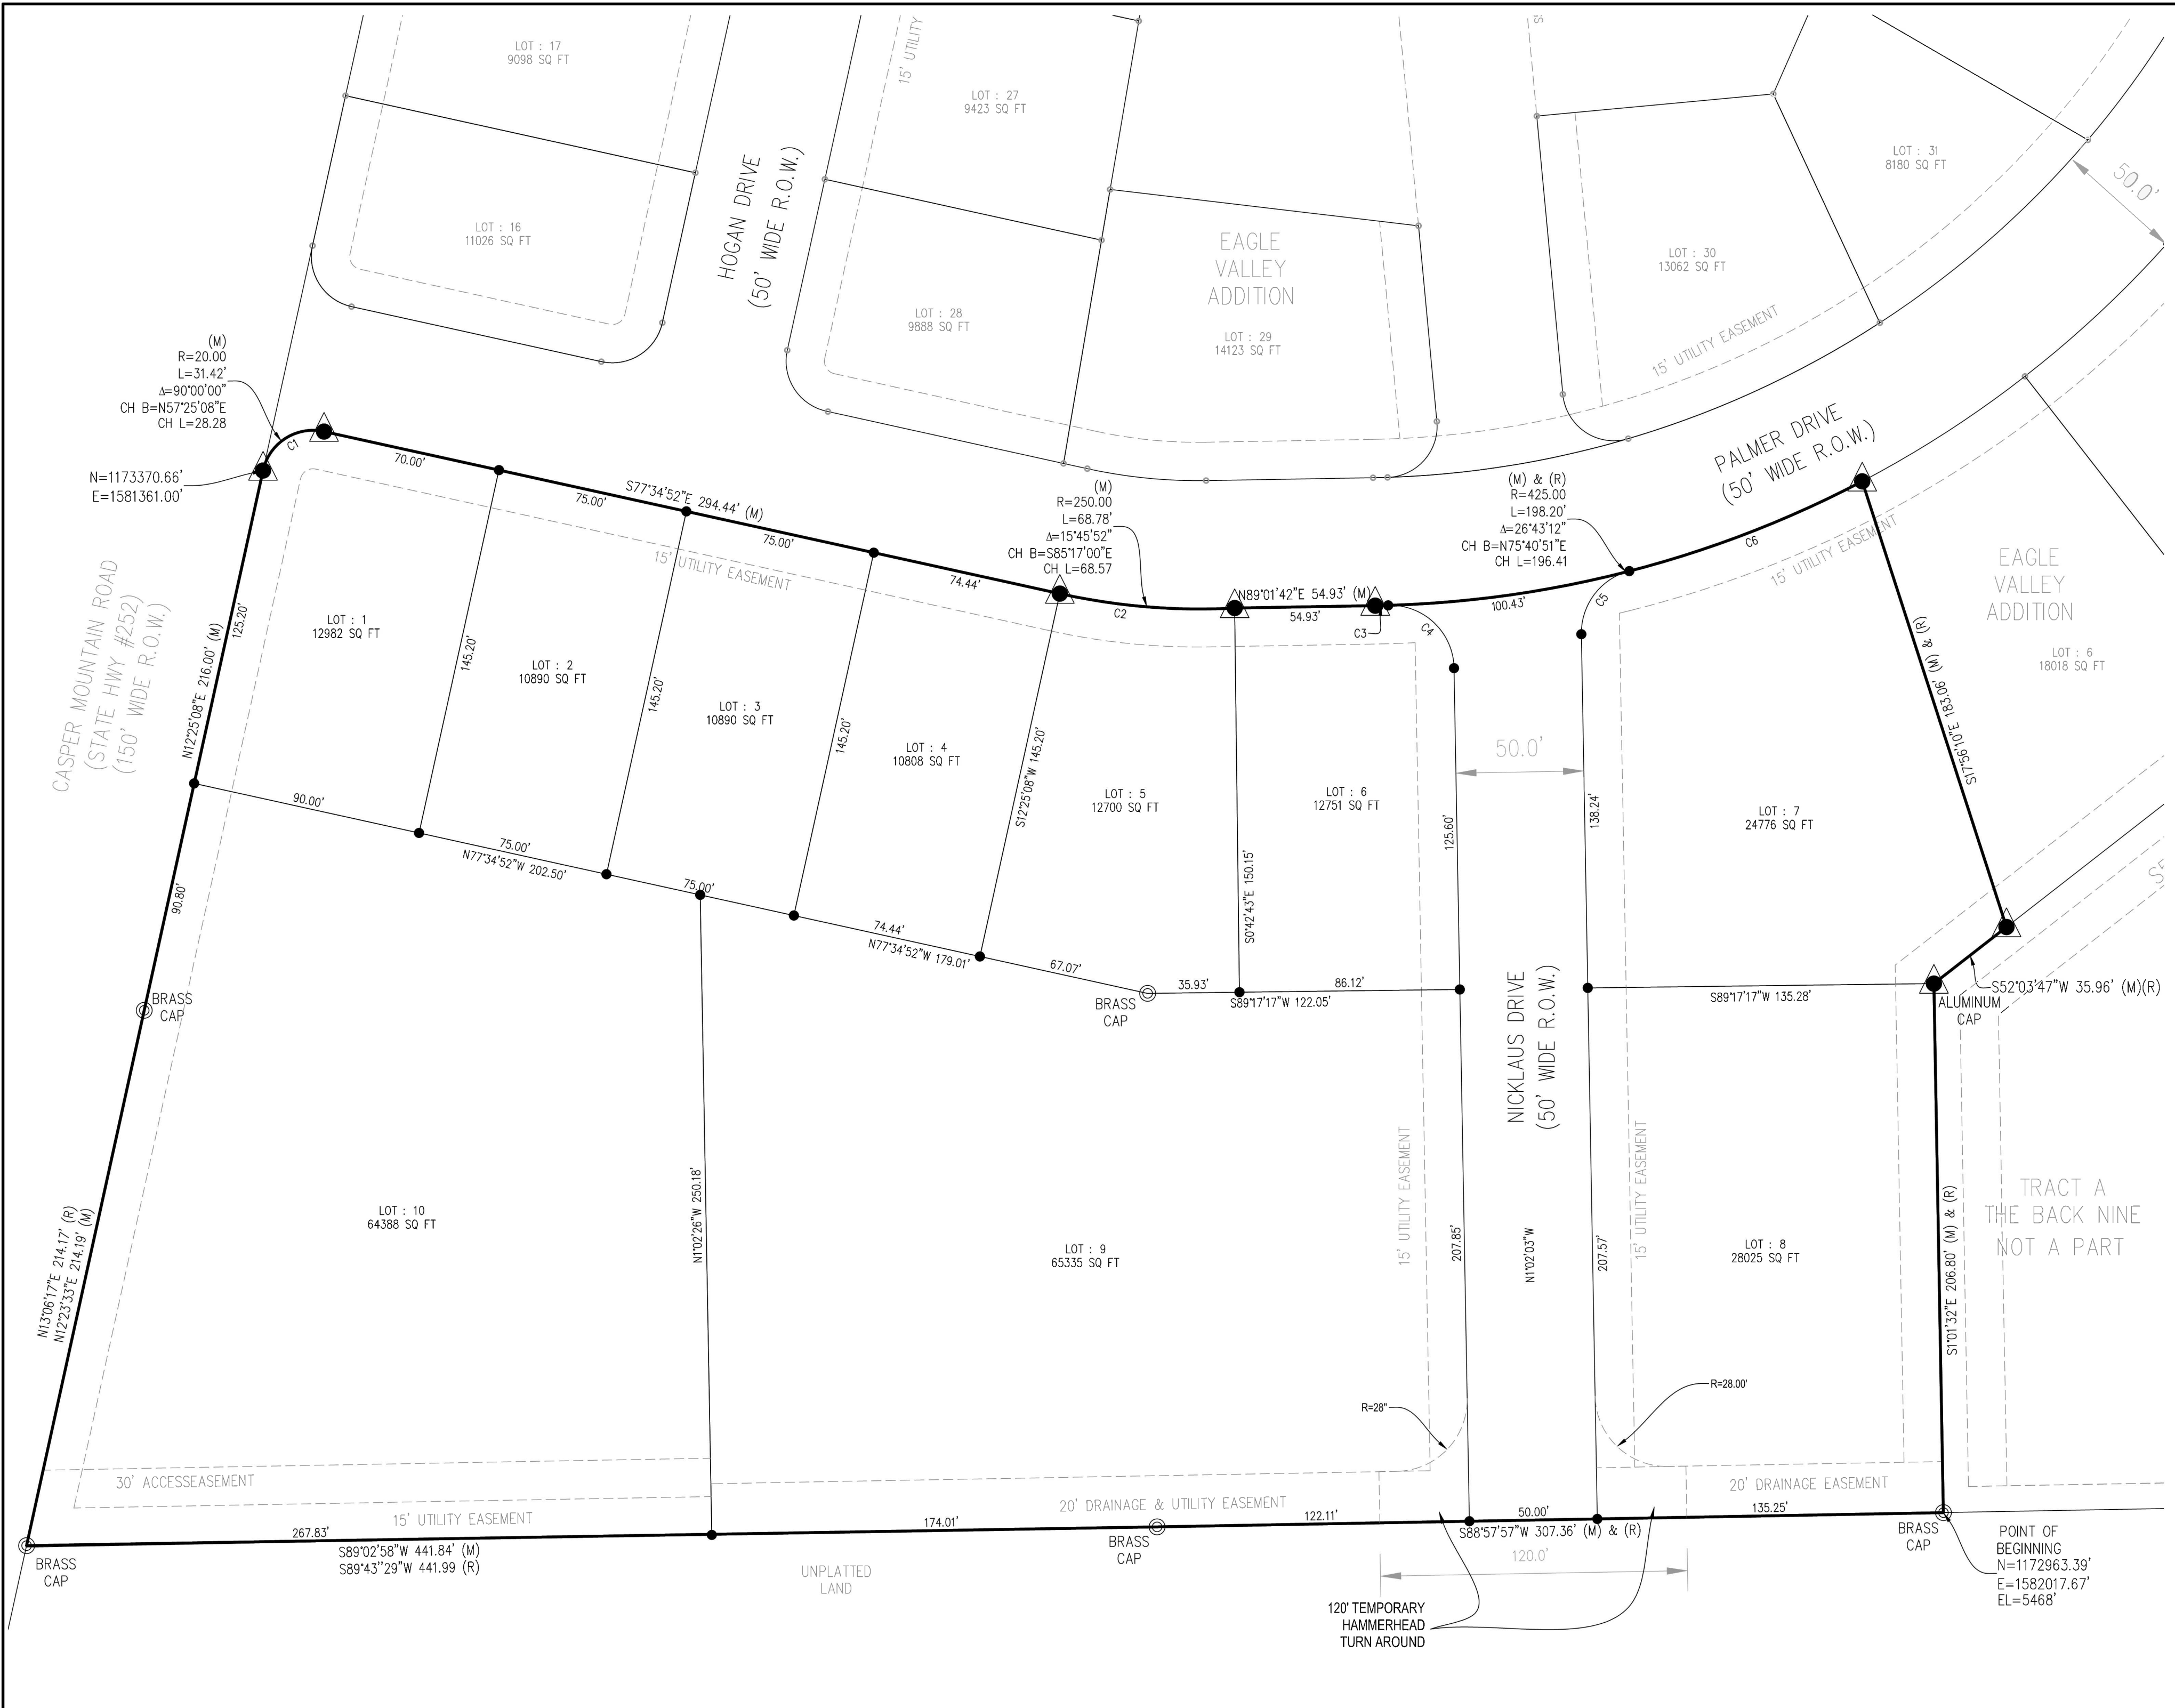 LOT : 17
9098 SQ FT
15' UTILITY
LOT : 27
9423 SQ FT
LOT : 31
8180 SQ FT
50.0'
LOT : 16
11026 SQ FT
HOGAN DRIVE
(50' WIDE R.O.W.)
EAGLE
VALLEY
ADDITION
LOT : 30
13062 SQ FT
LOT : 28
9888 SQ FT
LOT : 29
14123 SQ FT
15' UTILITY EASEMENT
(M)
R=20.00
L=31.42'
Δ=90°00'00"
CH B=N57°25'08"E
CH L=28.28
C1
N=1173370.66'
E=1581361.00'
70.00'
75.00'
S77°34'52"E 294.44' (M)
75.00'
74.44'
15' UTILITY EASEMENT
(M)
R=250.00
L=68.78'
Δ=15°45'52"
CH B=S85°17'00"E
CH L=68.57
C2
N89°01'42"E 54.93' (M)
54.93'
C3
C4
(M) & (R)
R=425.00
L=198.20'
Δ=26°43'12"
CH B=N75°40'51"E
CH L=196.41
100.43'
C5
C6
PALMER DRIVE
(50' WIDE R.O.W.)
15' UTILITY EASEMENT
EAGLE
VALLEY
ADDITION
LOT : 6
18018 SQ FT
CASPER MOUNTAIN ROAD
(STATE HWY #252)
(150' WIDE R.O.W.)
N12°25'08"E 216.00' (M)
125.20'
LOT : 1
12982 SQ FT
145.20'
LOT : 2
10890 SQ FT
145.20'
LOT : 3
10890 SQ FT
145.20'
LOT : 4
10808 SQ FT
S12°25'08"W 145.20'
LOT : 5
12700 SQ FT
S0°42'43"E 150.15'
LOT : 6
12751 SQ FT
125.60'
50.0'
138.24'
LOT : 7
24776 SQ FT
S17°56'10"E 183.06' (M) & (R)
90.00'
75.00'
N77°34'52"W 202.50'
75.00'
74.44'
N77°34'52"W 179.01'
67.07'
35.93'
86.12'
S89°17'17"W 122.05'
BRASS
CAP
90.80'
BRASS
CAP
S89°17'17"W 135.28'
ALUMINUM
CAP
S52°03'47"W 35.96' (M)(R)
NICKLAUS DRIVE
(50' WIDE R.O.W.)
N13°06'17"E 214.17' (R)
N12°23'33"E 214.19' (M)
LOT : 10
64388 SQ FT
N1°02'26"W 250.18'
LOT : 9
65335 SQ FT
15' UTILITY EASEMENT
207.85'
N1°02'03"W
207.57'
15' UTILITY EASEMENT
LOT : 8
28025 SQ FT
S1°01'32"E 206.80' (M) & (R)
TRACT A
THE BACK NINE
NOT A PART
R=28"
R=28.00'
30' ACCESSEASEMENT
15' UTILITY EASEMENT
20' DRAINAGE & UTILITY EASEMENT
20' DRAINAGE EASEMENT
267.83'
174.01'
122.11'
50.00'
135.25'
S89°02'58"W 441.84' (M)
S89°43'29"W 441.99 (R)
S88°57'57"W 307.36' (M) & (R)
BRASS
CAP
BRASS
CAP
BRASS
CAP
UNPLATTED
LAND
120.0'
120' TEMPORARY
HAMMERHEAD
TURN AROUND
POINT OF
BEGINNING
N=1172963.39'
E=1582017.67'
EL=5468'